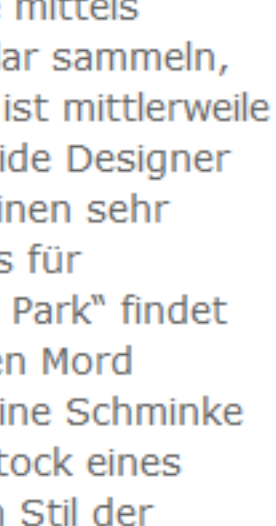 mittels
lar sammeln,
ist mittlerweile
ide Designer
inen sehr
s für
Park“ findet
en Mord
ine Schminke
tock eines
n Stil der